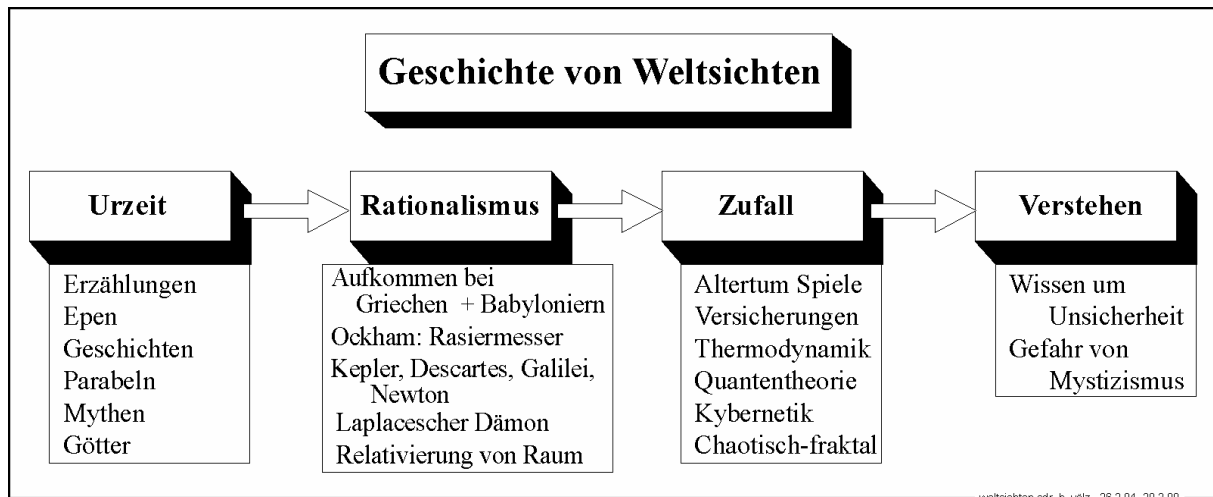 Geschichte von Weltsichten
Urzeit
Erzählungen
Epen
Geschichten
Parabeln
Mythen
Götter
Rationalismus
Aufkommen bei
Griechen + Babyloniern
Ockham: Rasiermesser
Kepler, Descartes, Galilei,
Newton
Laplacescher Dämon
Relativierung von Raum
Zufall
Altertum Spiele
Versicherungen
Thermodynamik
Quantentheorie
Kybernetik
Chaotisch-fraktal
Verstehen
Wissen um
Unsicherheit
Gefahr von
Mystizismus